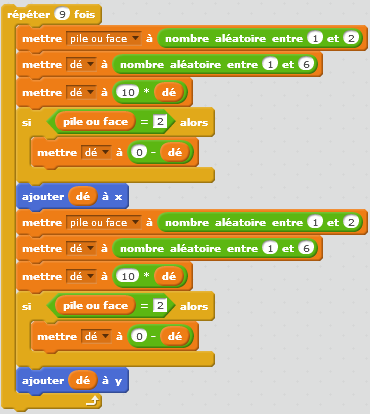 répéter 9 fois
mettre pile ou face à nombre aléatoire entre 1 et 2
mettre dé à nombre aléatoire entre 1 et 6
mettre dé à 10 * dé
si pile ou face = 2 alors
mettre dé à 0 - dé
ajouter dé à x
mettre pile ou face à nombre aléatoire entre 1 et 2
mettre dé à nombre aléatoire entre 1 et 6
mettre dé à 10 * dé
si pile ou face = 2 alors
mettre dé à 0 - dé
ajouter dé à y